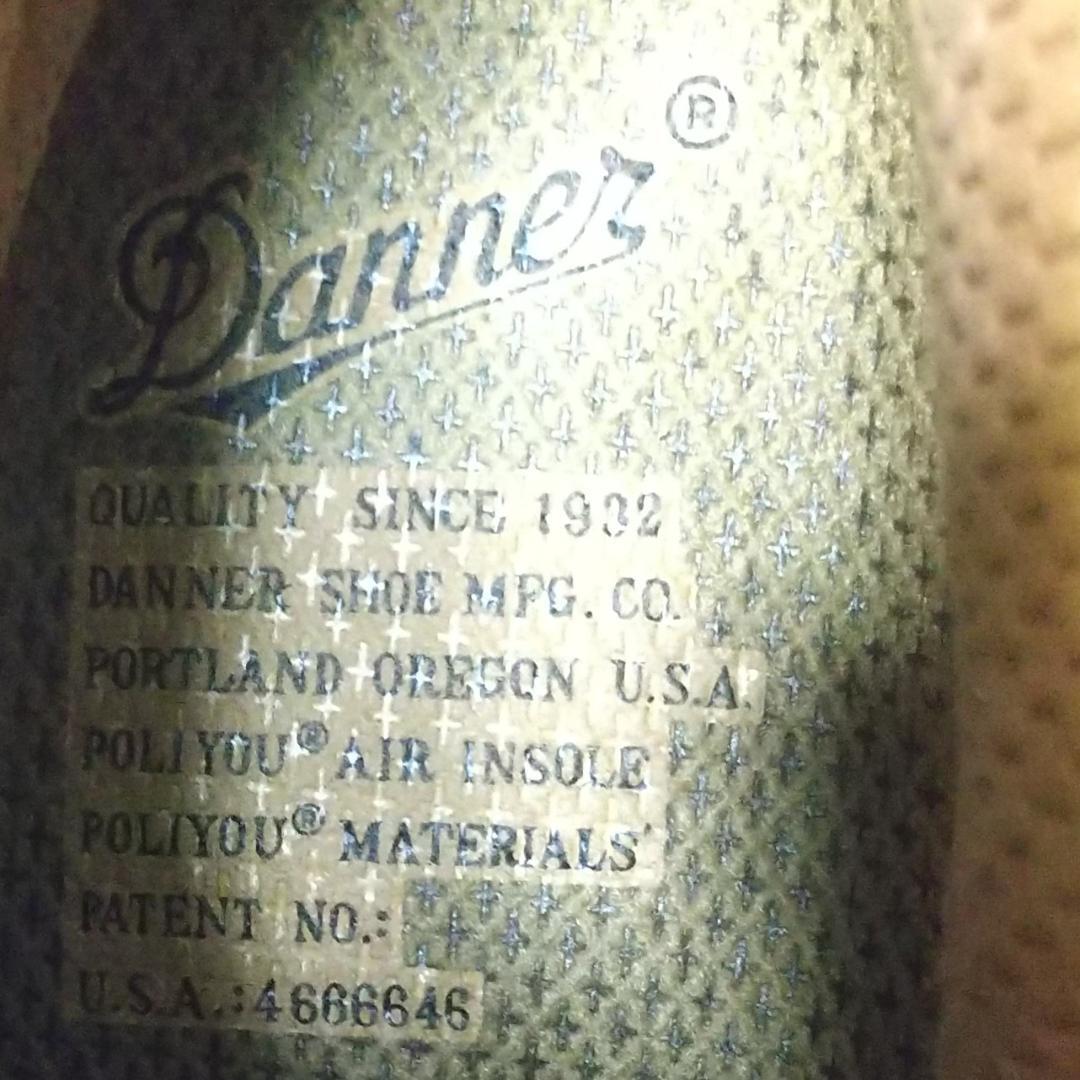 Danner®
QUALITY SINCE 1932
DANNER SHOE MFG. CO.
PORTLAND OREGON U.S.A.
POLIYOU® AIR INSOLE
POLIYOU® MATERIALS
PATENT NO.:
U.S.A.:4666646